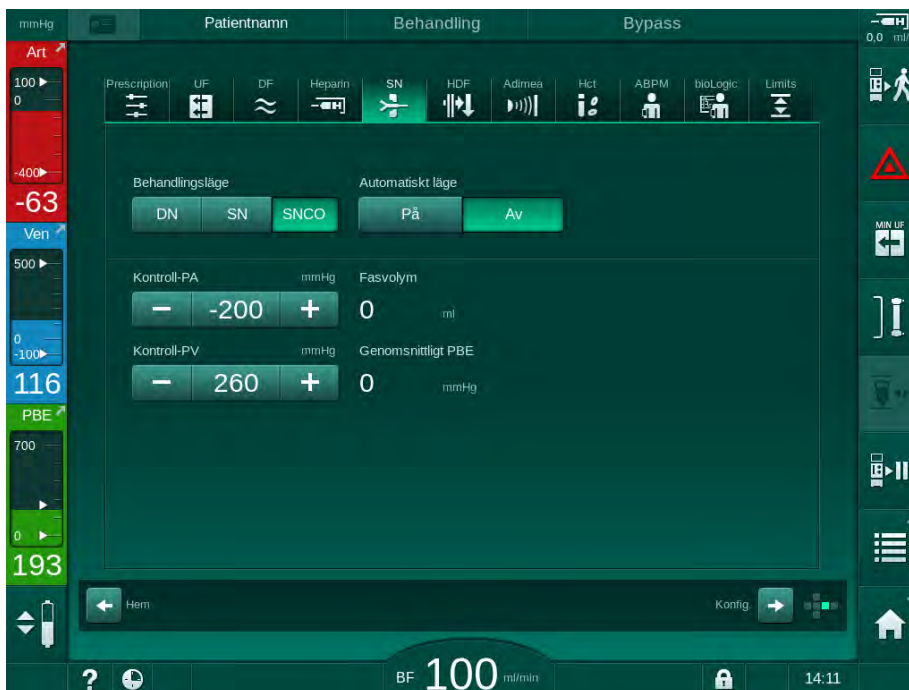 mmHg
Patientnamn
Behandling
Bypass
0,0 ml/
Art
100
0
-400
-63
Ven
500
0
-100
116
PBE
700
0
193
Prescription
UF
DF
Heparin
SN
HDF
Adimea
Hct
ABPM
bioLogic
Limits
Behandlingsläge
Automatiskt läge
DN SN SNCO
På Av
Kontroll-PA mmHg
Fasvolym
− -200 +
0 ml
Kontroll-PV mmHg
Genomsnittligt PBE
− 260 +
0 mmHg
MIN UF
Hem
Konfig.
?
BF 100 ml/min
14:11